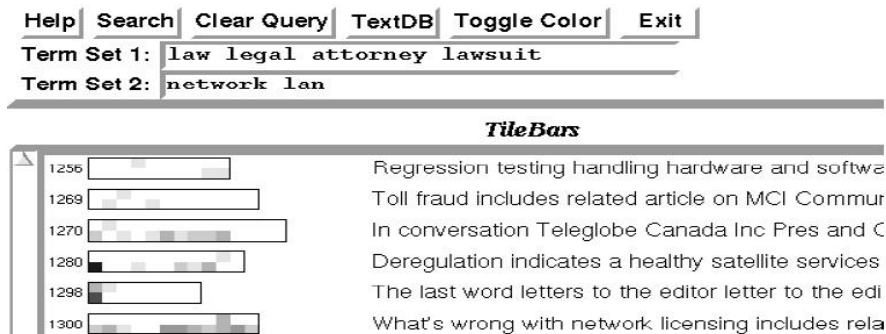 Help Search Clear Query TextDB Toggle Color Exit
Term Set 1: law legal attorney lawsuit
Term Set 2: network lan
TileBars
1256 Regression testing handling hardware and softwa
1269 Toll fraud includes related article on MCI Commun
1270 In conversation Teleglobe Canada Inc Pres and C
1280 Deregulation indicates a healthy satellite services
1298 The last word letters to the editor letter to the edi
1300 What's wrong with network licensing includes rela